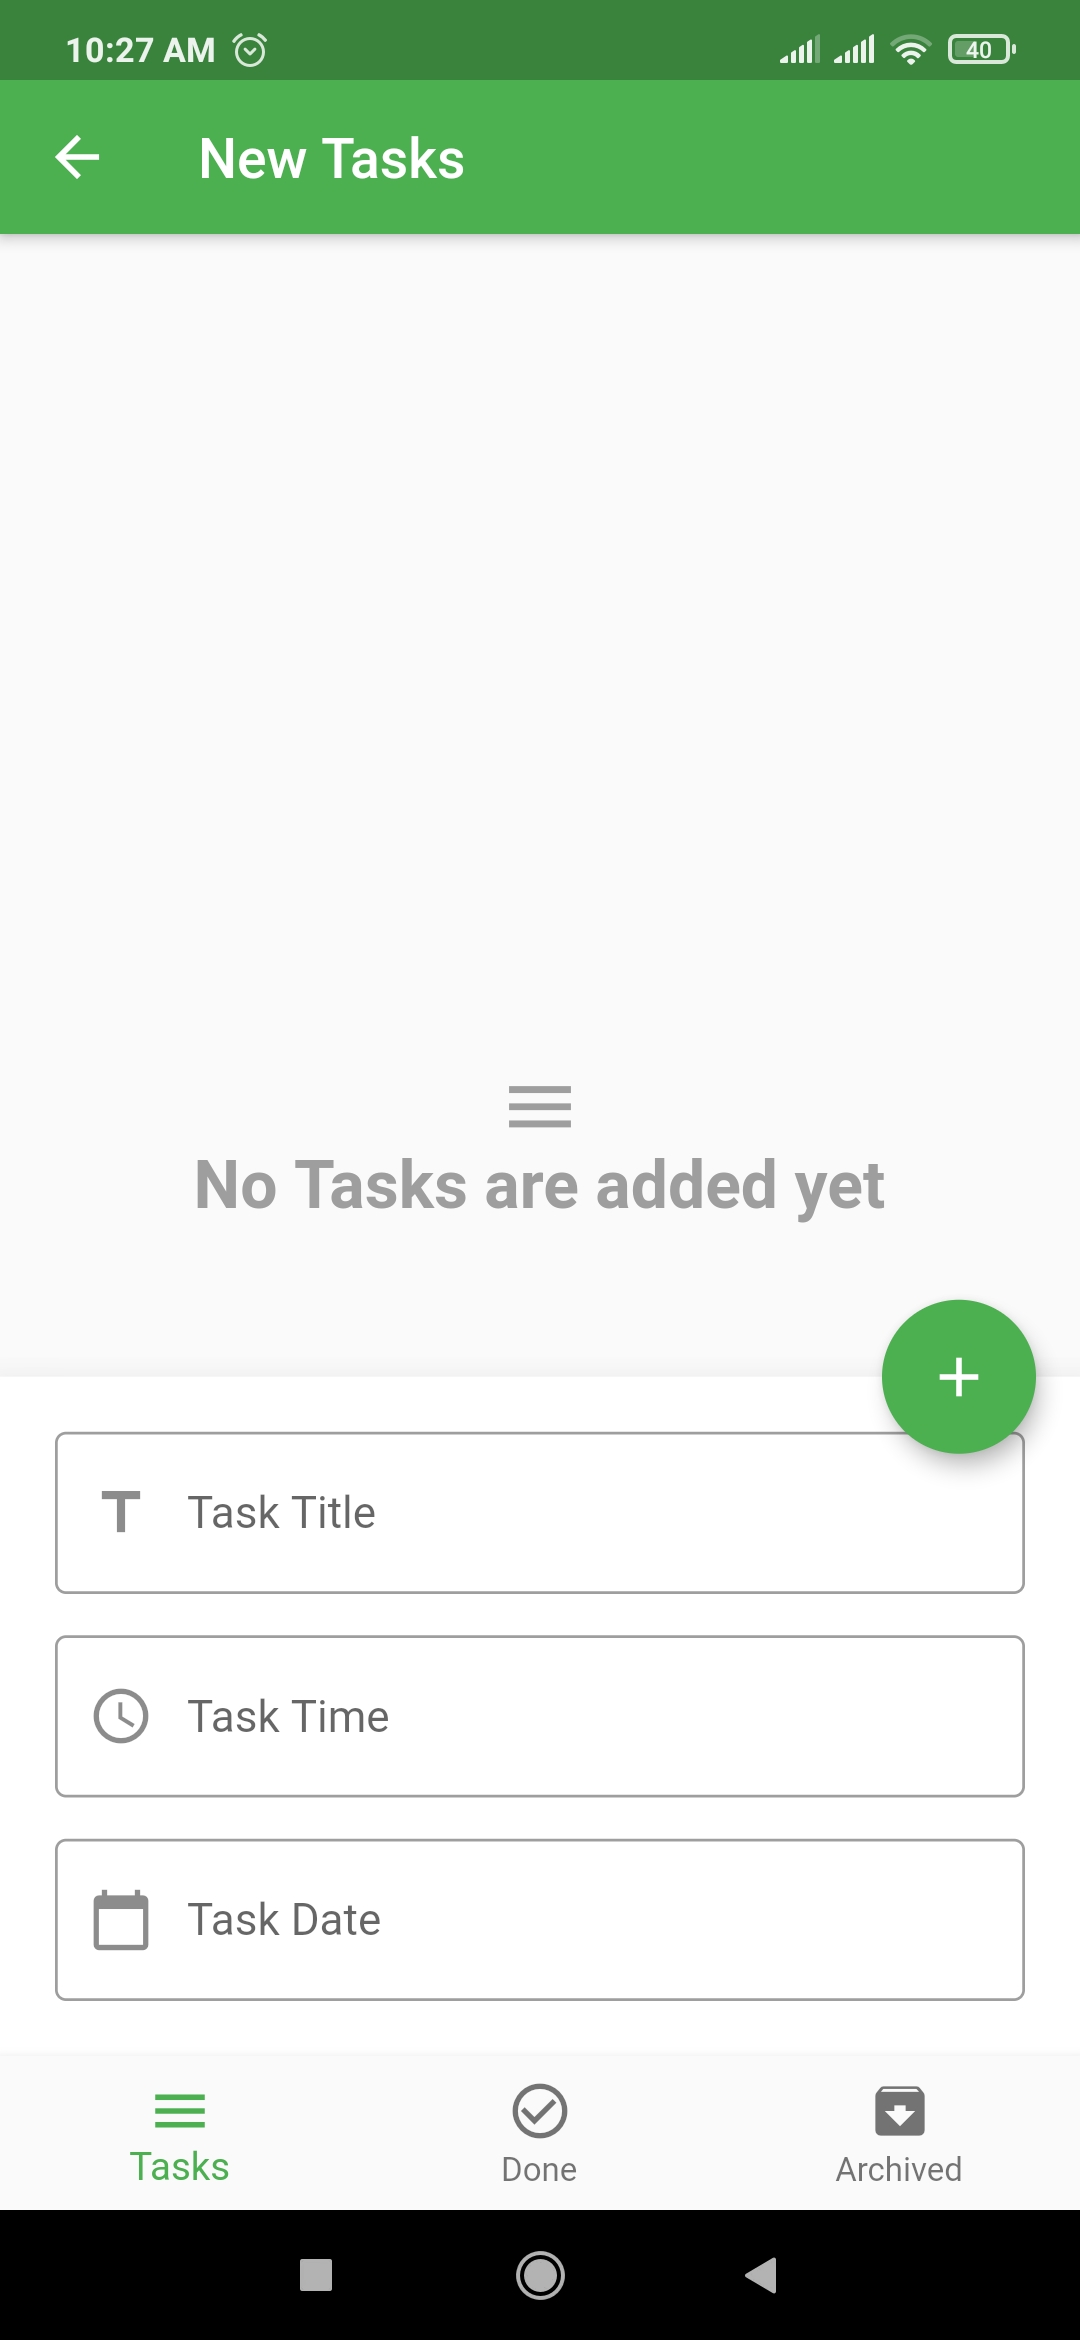 10:27 AM 40
New Tasks
No Tasks are added yet
Task Title
Task Time
Task Date
Tasks Done Archived